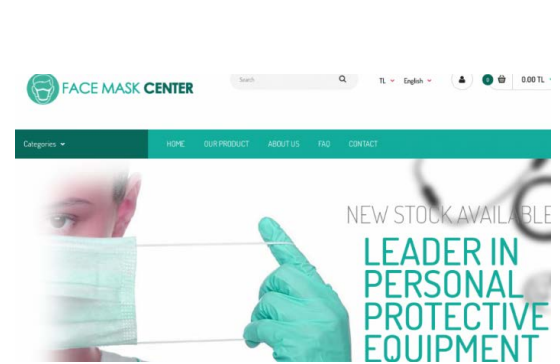 FACE MASK CENTER
Search
TL
English
0
0.00 TL
Categories
HOME
OUR PRODUCT
ABOUT US
FAQ
CONTACT
NEW STOCK AVAILABLE
LEADER IN
PERSONAL
PROTECTIVE
EQUIPMENT